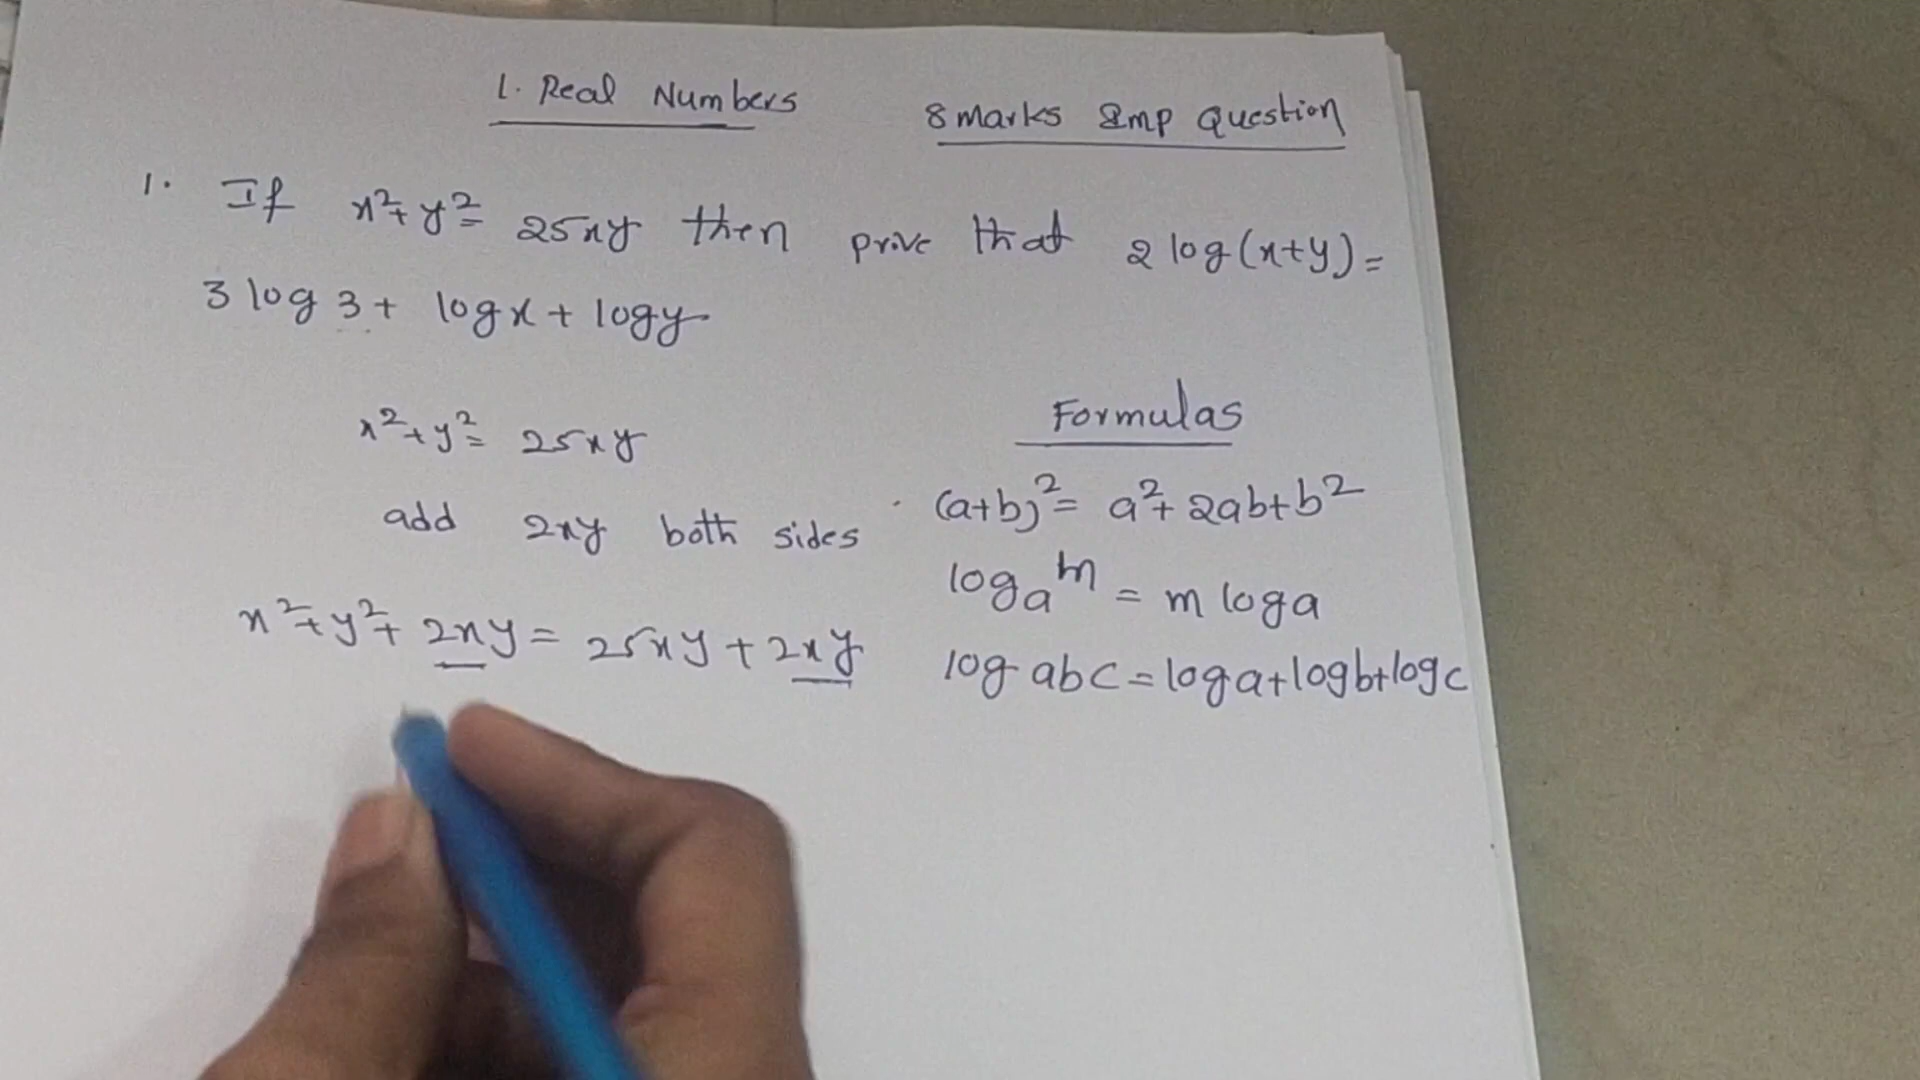 1. Real Numbers
8 marks Imp Question
1. If x²+y²= 25xy then prove that 2 log(x+y)=
3 log 3 + log x + log y
x²+y²= 25xy
add 2xy both sides
x²+y²+ 2xy = 25xy + 2xy
Formulas
(a+b)²= a²+2ab+b²
log a^m = m log a
log abc = log a+log b+log c